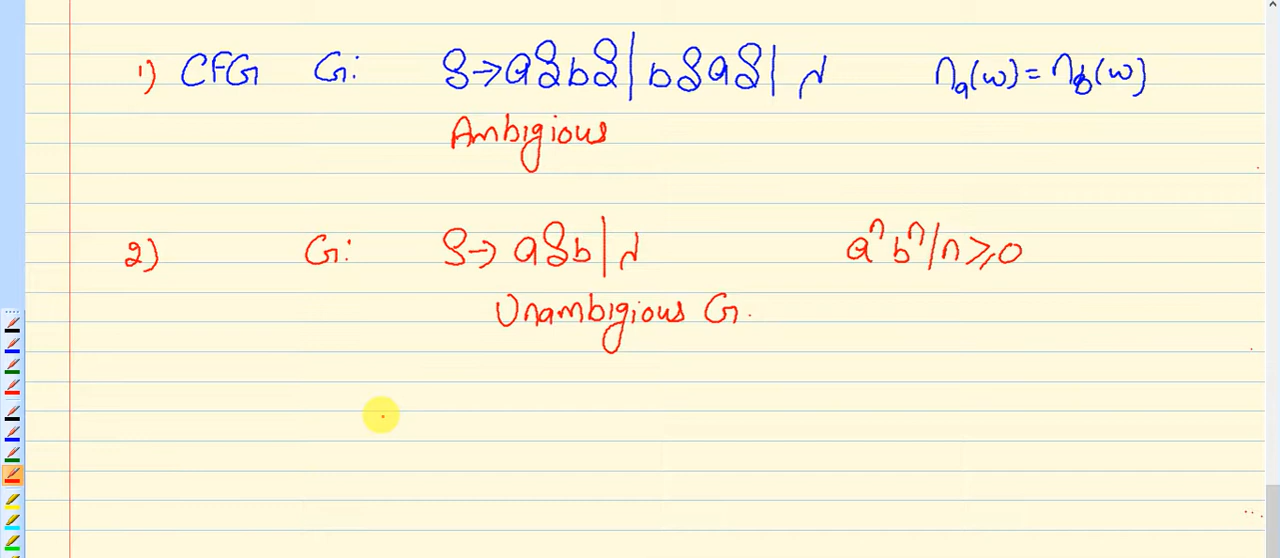 1) CFG G: S→aSbS|bSaS|λ nₐ(w)=n_b(w)
Ambigious
2) G: S→aSb|λ aⁿbⁿ/n≥0
Unambigious G.